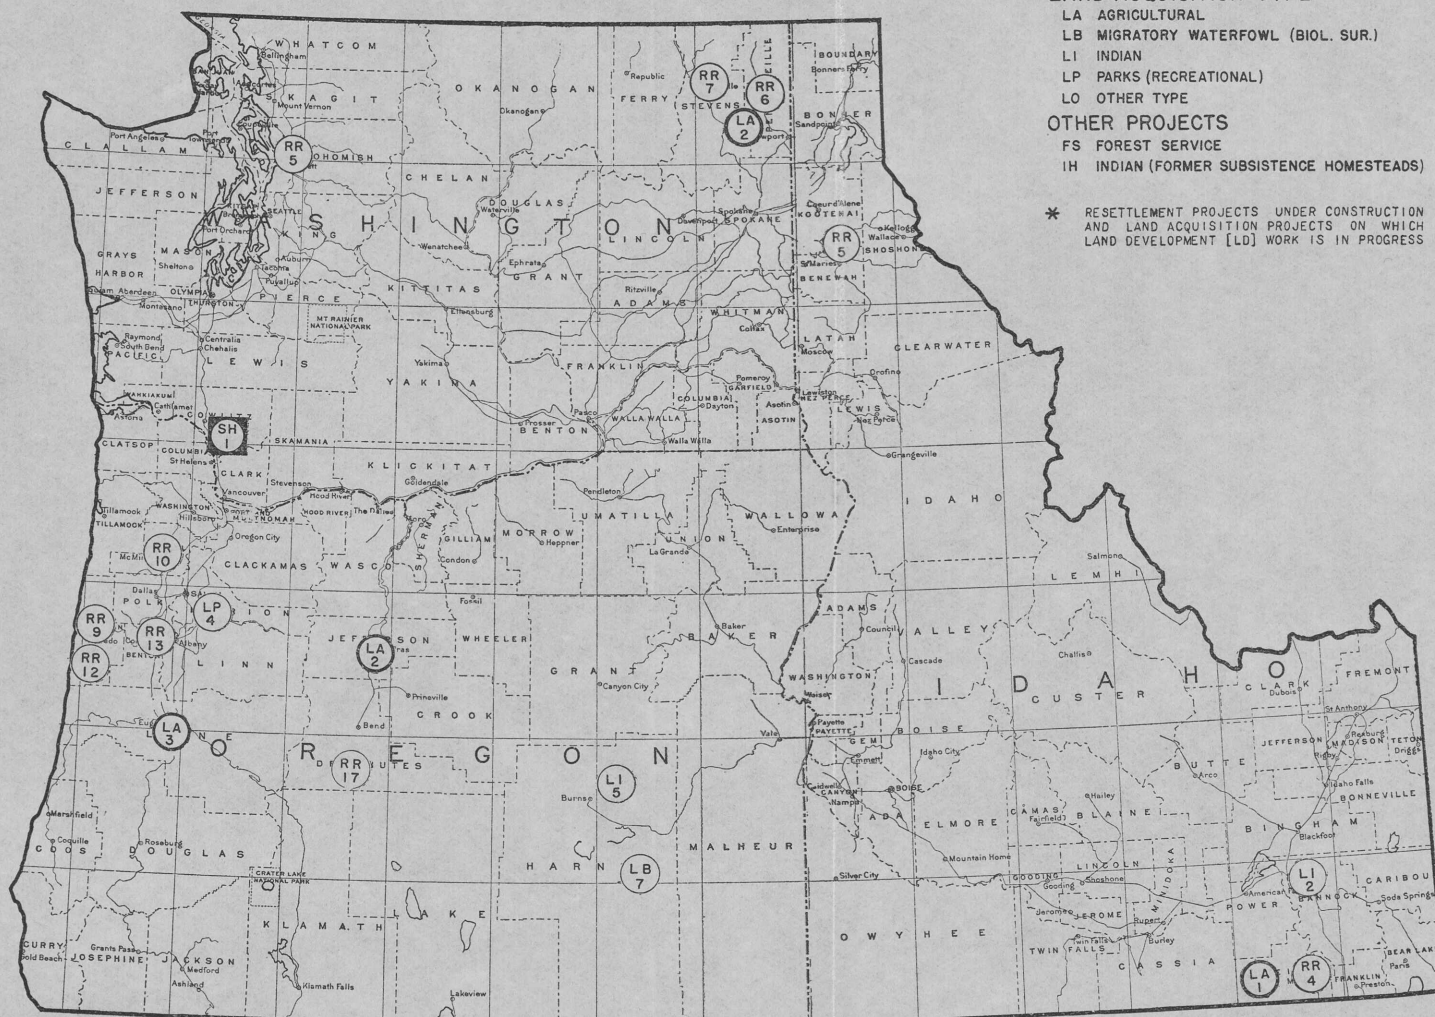 LA AGRICULTURAL
LB MIGRATORY WATERFOWL (BIOL. SUR.)
LI INDIAN
LP PARKS (RECREATIONAL)
LO OTHER TYPE
OTHER PROJECTS
FS FOREST SERVICE
IH INDIAN (FORMER SUBSISTENCE HOMESTEADS)
* RESETTLEMENT PROJECTS UNDER CONSTRUCTION
AND LAND ACQUISITION PROJECTS ON WHICH
LAND DEVELOPMENT [LD] WORK IS IN PROGRESS
WHATCOM
Bellingham
SKAGIT
Mount Vernon
OKANOGAN
Okanogan
Republic
FERRY
STEVENS
RR 7
RR 6
LA 2
BOUNDARY
Bonners Ferry
BONNER
Sandpoint
Port Angeles
CLALLAM
JEFFERSON
RR 5
CHELAN
DOUGLAS
Waterville
Wenatchee
SEATTLE
KING
Port Orchard
MASON
Shelton
GRAYS HARBOR
Aberdeen
Montesano
OLYMPIA
THURSTON
Tacoma
Auburn
Puyallup
PIERCE
MT RAINIER NATIONAL PARK
KITTITAS
Ellensburg
Ephrata
GRANT
Davenport
LINCOLN
Spokane
SPOKANE
Ritzville
ADAMS
WHITMAN
Colfax
Coeur d'Alene
KOOTENAI
RR 5
Kellogg
Wallace
SHOSHONE
St Maries
BENEWAH
LATAH
Moscow
CLEARWATER
Orofino
Raymond
South Bend
PACIFIC
Centralia
Chehalis
LEWIS
Yakima
YAKIMA
FRANKLIN
Pasco
Prosser
BENTON
WALLA WALLA
Walla Walla
COLUMBIA
Dayton
Pomeroy
GARFIELD
Asotin
ASOTIN
Lewiston
NEZ PERCE
LEWIS
Nez Perce
Grangeville
WAHKIAKUM
Cathlamet
Astoria
COWLITZ
SH 1
SKAMANIA
CLATSOP
COLUMBIA
St Helens
CLARK
Vancouver
Stevenson
KLICKITAT
Goldendale
Hood River
HOOD RIVER
The Dalles
Moro
SHERMAN
Tillamook
TILLAMOOK
WASHINGTON
Hillsboro
MULTNOMAH
Oregon City
CLACKAMAS
WASCO
GILLIAM
Condon
MORROW
Heppner
Pendleton
UMATILLA
UNION
La Grande
WALLOWA
Enterprise
IDAHO
Salmon
LEMHI
RR 10
Dallas
POLK
LP 4
RR 9
RR 13
RR 12
Albany
LINN
JEFFERSON
LA 2
Fossil
WHEELER
Prineville
CROOK
Bend
GRANT
Canyon City
Baker
BAKER
ADAMS
Council
VALLEY
Cascade
WASHINGTON
Weiser
Payette
PAYETTE
Challis
I D A H O
CUSTER
CLARK
Dubois
FREMONT
St Anthony
JEFFERSON
MADISON
Rexburg
Rigby
TETON
Driggs
LA 3
O R E G O N
RR 17
Vale
GEM
BOISE
Emmett
Idaho City
BUTTE
Arco
Idaho Falls
BONNEVILLE
Burns
LI 5
Caldwell
CANYON
Nampa
BOISE
ADA
ELMORE
Mountain Home
CAMAS
Fairfield
Hailey
BLAINE
BINGHAM
Blackfoot
Marshfield
Coquille
COOS
Roseburg
DOUGLAS
CRATER LAKE NATIONAL PARK
LB 7
MALHEUR
Silver City
OWYHEE
GOODING
Gooding
Shoshone
LINCOLN
MINIDOKA
Jerome
JEROME
Rupert
Burley
Twin Falls
TWIN FALLS
CASSIA
POWER
LI 2
BANNOCK
CARIBOU
Soda Springs
CURRY
Gold Beach
JOSEPHINE
Grants Pass
JACKSON
Medford
Ashland
KLAMATH
Klamath Falls
LAKE
Lakeview
LA 1
RR 4
FRANKLIN
Preston
BEAR LAKE
Paris